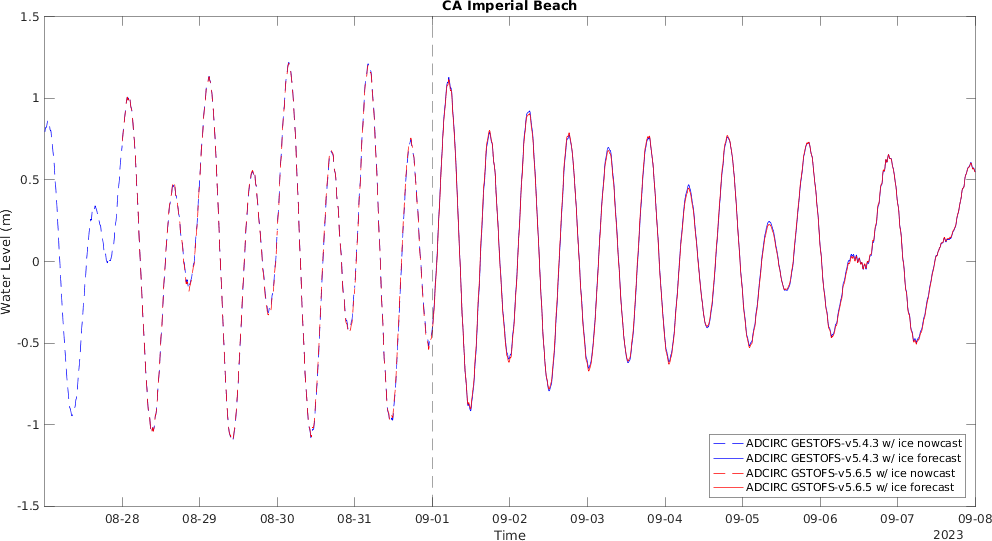 CA Imperial Beach
1.5
1
0.5
0
-0.5
-1
-1.5
Water Level (m)
ADCIRC GESTOFS-v5.4.3 w/ ice nowcast
ADCIRC GESTOFS-v5.4.3 w/ ice forecast
ADCIRC GSTOFS-v5.6.5 w/ ice nowcast
ADCIRC GSTOFS-v5.6.5 w/ ice forecast
08-28 08-29 08-30 08-31 09-01 09-02 09-03 09-04 09-05 09-06 09-07 09-08
Time
2023